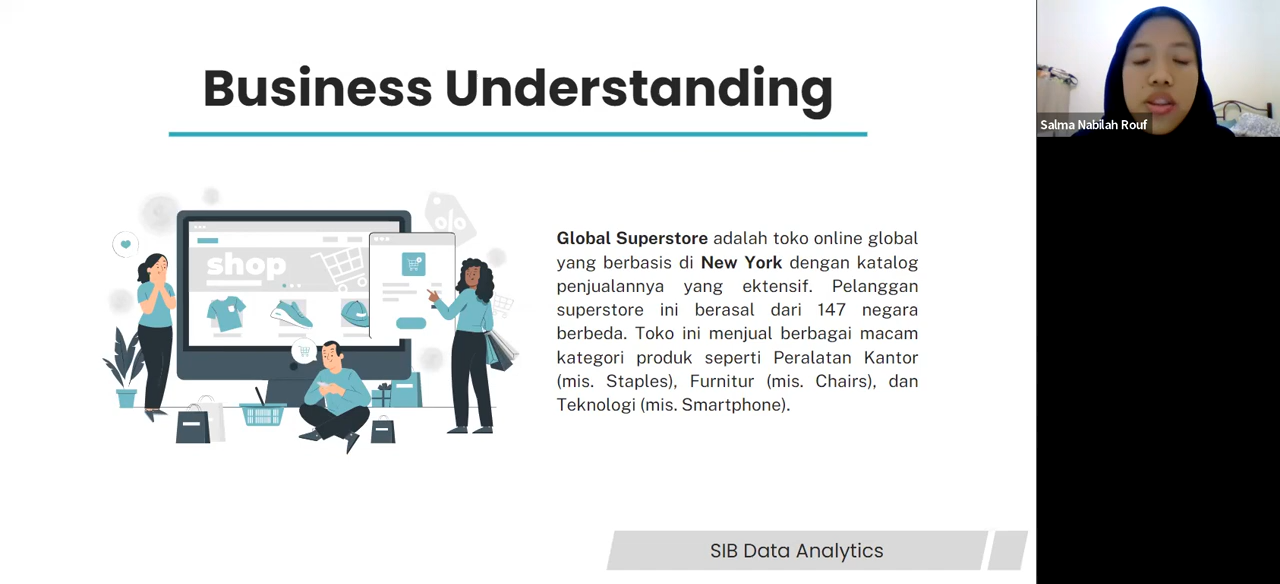 Business Understanding
shop
%
Global Superstore adalah toko online global
yang berbasis di New York dengan katalog
penjualannya yang ektensif. Pelanggan
superstore ini berasal dari 147 negara
berbeda. Toko ini menjual berbagai macam
kategori produk seperti Peralatan Kantor
(mis. Staples), Furnitur (mis. Chairs), dan
Teknologi (mis. Smartphone).
SIB Data Analytics
Salma Nabilah Rouf